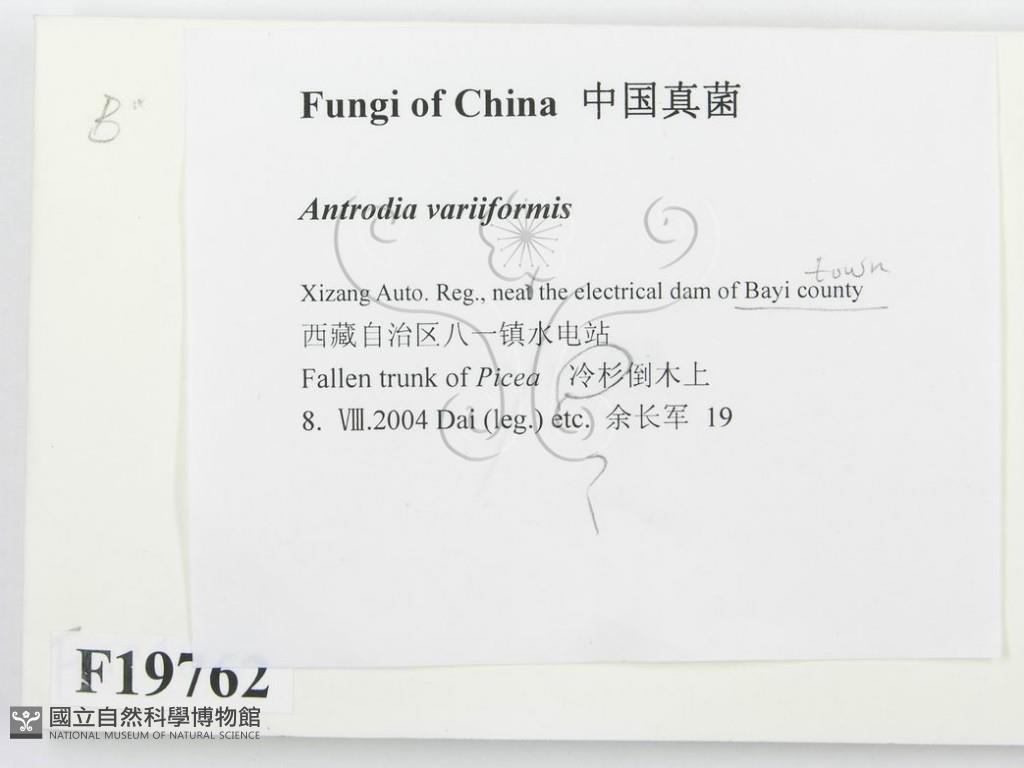 B"
Fungi of China 中国真菌
Antrodia variiformis
town
Xizang Auto. Reg., near the electrical dam of Bayi county
西藏自治区八一镇水电站
Fallen trunk of Picea 冷杉倒木上
8. Ⅷ.2004 Dai (leg.) etc. 余长军 19
F19762
國立自然科學博物館
NATIONAL MUSEUM OF NATURAL SCIENCE